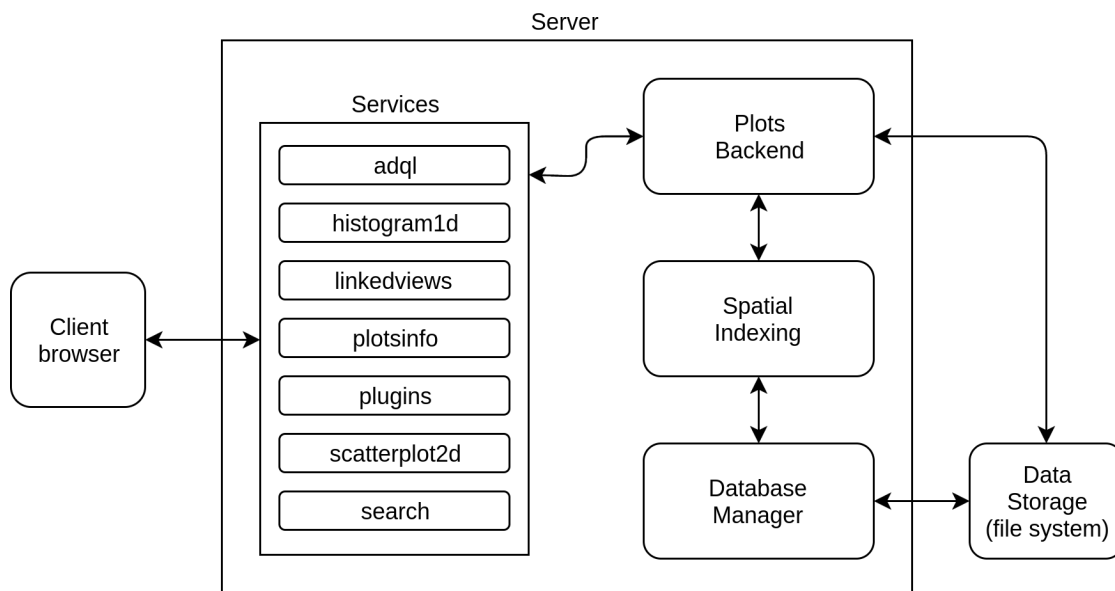 Server
Services
adql
histogram1d
linkedviews
plotsinfo
plugins
scatterplot2d
search
Client
browser
Plots
Backend
Spatial
Indexing
Database
Manager
Data
Storage
(file system)